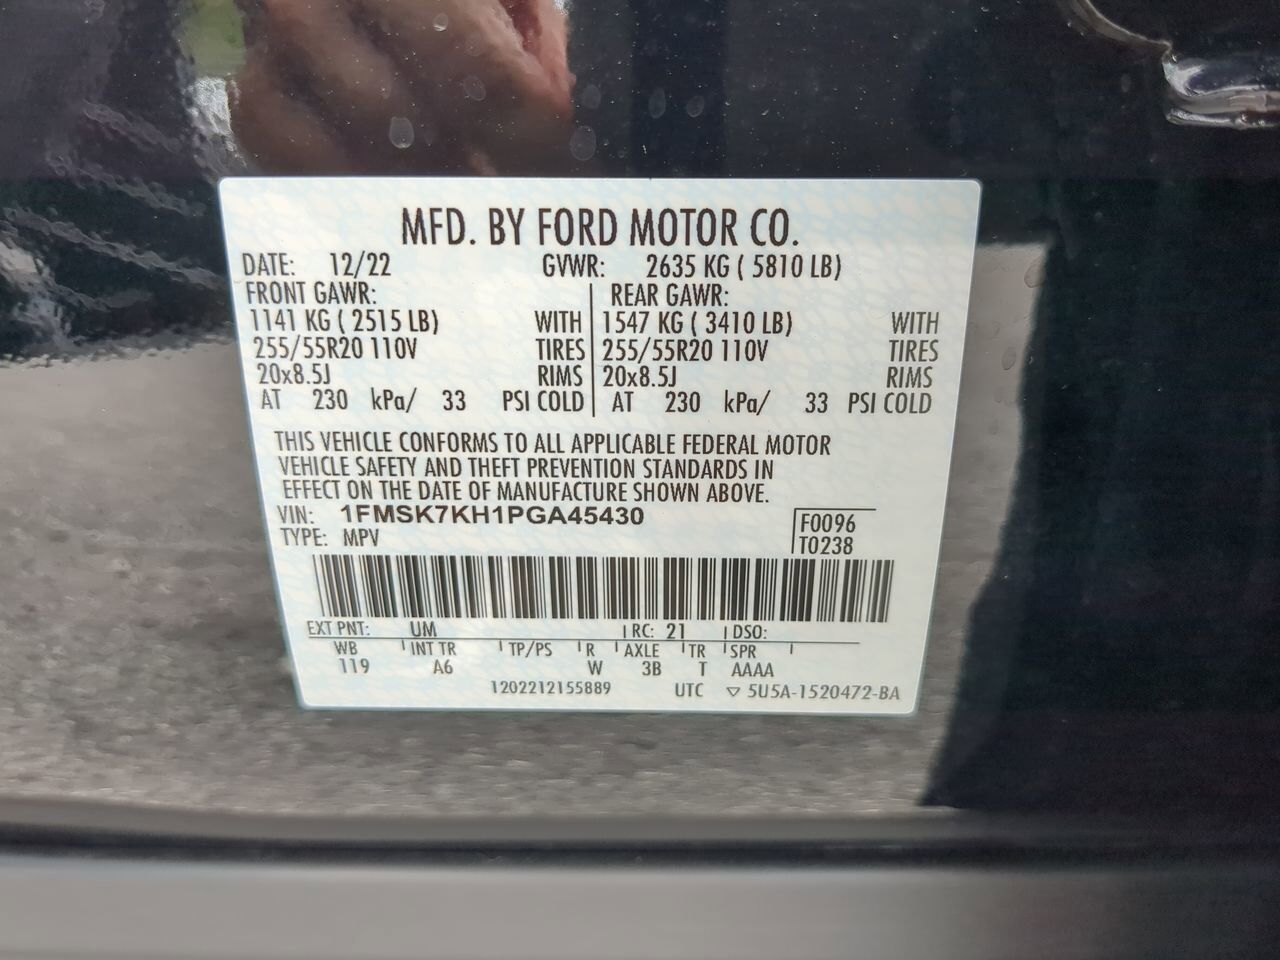 MFD. BY FORD MOTOR CO.
DATE: 12/22 GVWR: 2635 KG ( 5810 LB)
FRONT GAWR: REAR GAWR:
1141 KG ( 2515 LB) WITH 1547 KG ( 3410 LB) WITH
255/55R20 110V TIRES 255/55R20 110V TIRES
20x8.5J RIMS 20x8.5J RIMS
AT 230 kPa/ 33 PSI COLD AT 230 kPa/ 33 PSI COLD
THIS VEHICLE CONFORMS TO ALL APPLICABLE FEDERAL MOTOR
VEHICLE SAFETY AND THEFT PREVENTION STANDARDS IN
EFFECT ON THE DATE OF MANUFACTURE SHOWN ABOVE.
VIN: 1FMSK7KH1PGA45430 F0096
TYPE: MPV T0238
EXT PNT: UM RC: 21 DSO:
WB INT TR TP/PS R AXLE TR SPR
119 A6 W 3B T AAAA
1202212155889 UTC ▽ 5U5A-1520472-BA